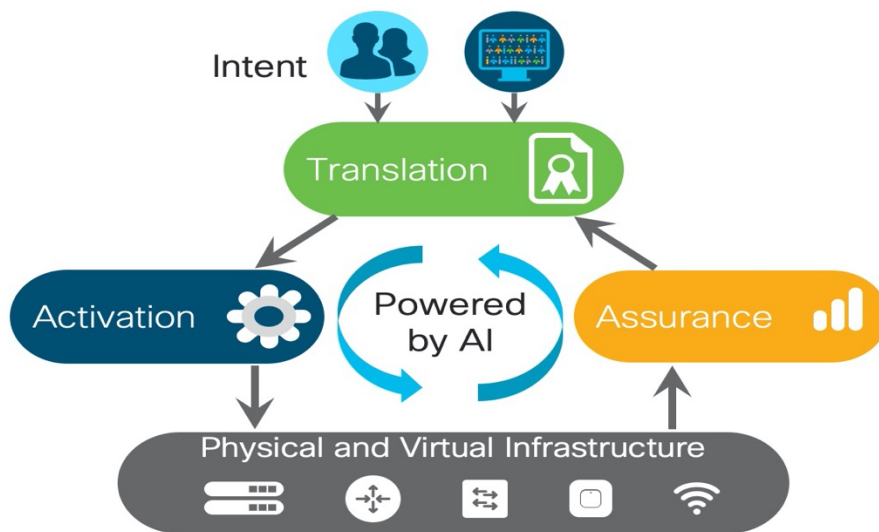 Intent
Translation
Activation
Powered
by AI
Assurance
Physical and Virtual Infrastructure